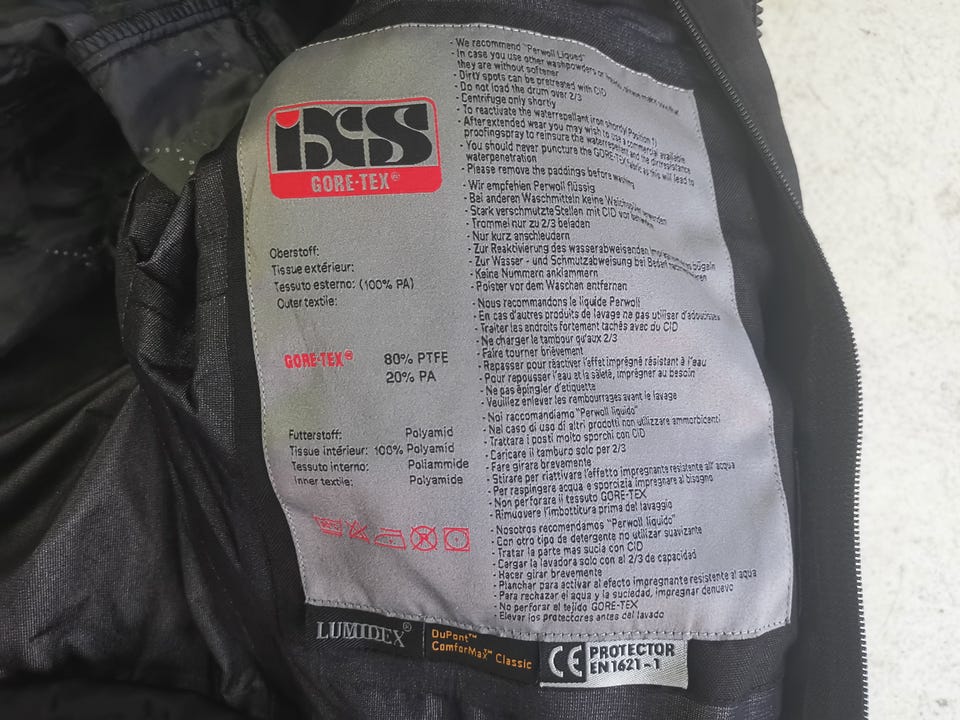 ixs
GORE-TEX®
Oberstoff:
Tissue extérieur:
Tessuto esterno: (100% PA)
Outer textile:
GORE-TEX® 80% PTFE
20% PA
Futterstoff: Polyamid
Tissue intérieur: 100% Polyamid
Tessuto interno: Poliammide
Inner textile: Polyamide
- We recommend "Perwoll Liqued"
- In case you use other washpowders or
they are without softener
- Dirty spots can be pretreated with CID
- Do not load the drum over 2/3
- Centrifuge only shortly
- To reactivate the waterrepellant iron shortly(Position 1)
- After extended wear you may wish to use a commercial available
proofingspray to reinsure the waterrepellent and the dirtresistance
- You should never puncture the GORE-TEX fabric as this will lead to
waterpenetration
- Please remove the paddings before washing
- Wir empfehlen Perwoll flüssig
- Bei anderen Waschmitteln keine Weichspüler verwenden
- Stark verschmutzte Stellen mit CID vor
- Trommel nur zu 2/3 beladen
- Nur kurz anschleudern
- Zur Reaktivierung des wasserabweisenden bügeln
- Zur Wasser - und Schmutzabweisung bei Bedarf
- Keine Nummern anklammern
- Polster vor dem Waschen entfernen
- Nous recommandons le liquide Perwoll
- En cas d'autres produits de lavage ne pas utiliser d'adoucisse
- Traiter les endroits fortement tachés avec du CID
- Ne charger le tambour qu'aux 2/3
- Faire tourner brièvement
- Repasser pour réactiver l'effet imprégné résistant à l'eau
- Pour repousser l'eau et la saleté, imprégner au besoin
- Ne pas épingler d'etiquette
- Veuillez enlever les rembourrages avant le lavage
- Noi raccomandiamo "Perwoll liquido"
- Nel caso di uso di altri prodotti non utilizzare ammorbicenti
- Trattara i posti molto sporchi con CID
- Caricare il tamburo solo per 2/3
- Fare girare brevemente
- Stirare per riattivare l'effetto impregnante resistente all' acqua
- Per raspingere acqua e sporcizia impregnare al bisogno
- Non perforare il tessuto GORE-TEX
- Rimuovere l'imbottitura prima del lavaggio
- Nosotros recomendamos "Perwoll liquido"
- Con otro tipo de detergente no utilizar suavizante
- Tratar la parte mas sucia con CID
- Cargar la lavadora solo con el 2/3 de capacidad
- Hacer girar brevemente
- Planchar para activar el efecto impregnante resistente al aqua
- Para rechazar el aqua y la suciedad, impregnar denuevo
- No perforar el tejido GORE-TEX
- Elevar los protectores antes del lavado
LUMIDEX®
DuPont™
ComforMax™ Classic
CE PROTECTOR
EN1621-1